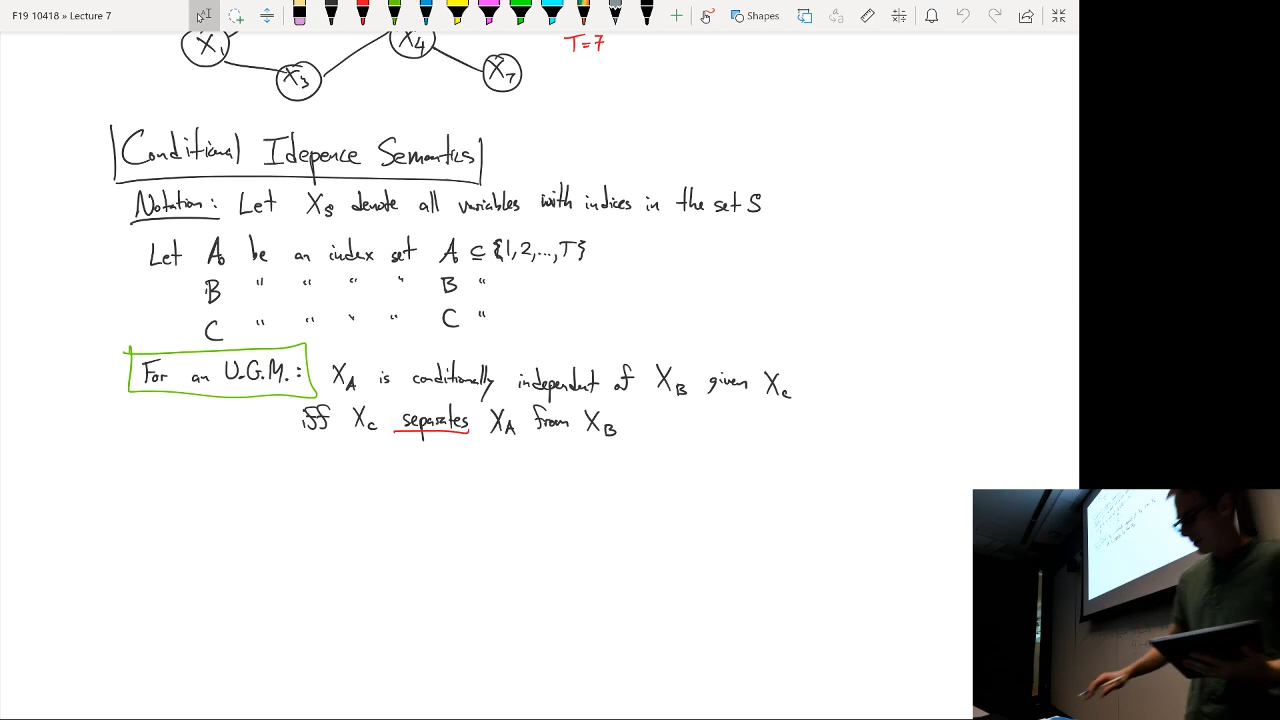 F19 10418 » Lecture 7
Shapes
X1
X3
X4
X7
T=7
Conditional Idepence Semantics
Notation: Let XS denote all variables with indices in the set S
Let A be an index set A ⊆ {1,2,...,T}
B " " " " B "
C " " " " C "
For an U.G.M.: XA is conditionally independent of XB given XC
iff XC separates XA from XB